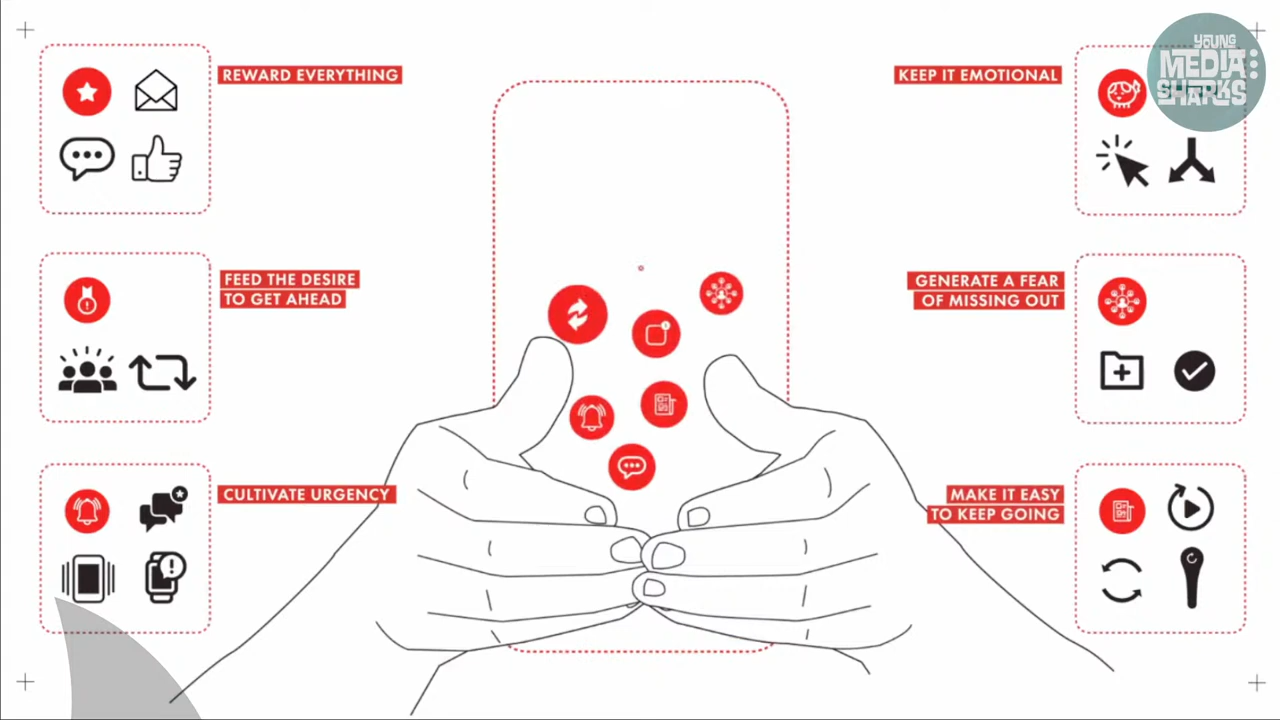 REWARD EVERYTHING
FEED THE DESIRE
TO GET AHEAD
CULTIVATE URGENCY
KEEP IT EMOTIONAL
GENERATE A FEAR
OF MISSING OUT
MAKE IT EASY
TO KEEP GOING
YOUNG
MEDIA:
SHARKS